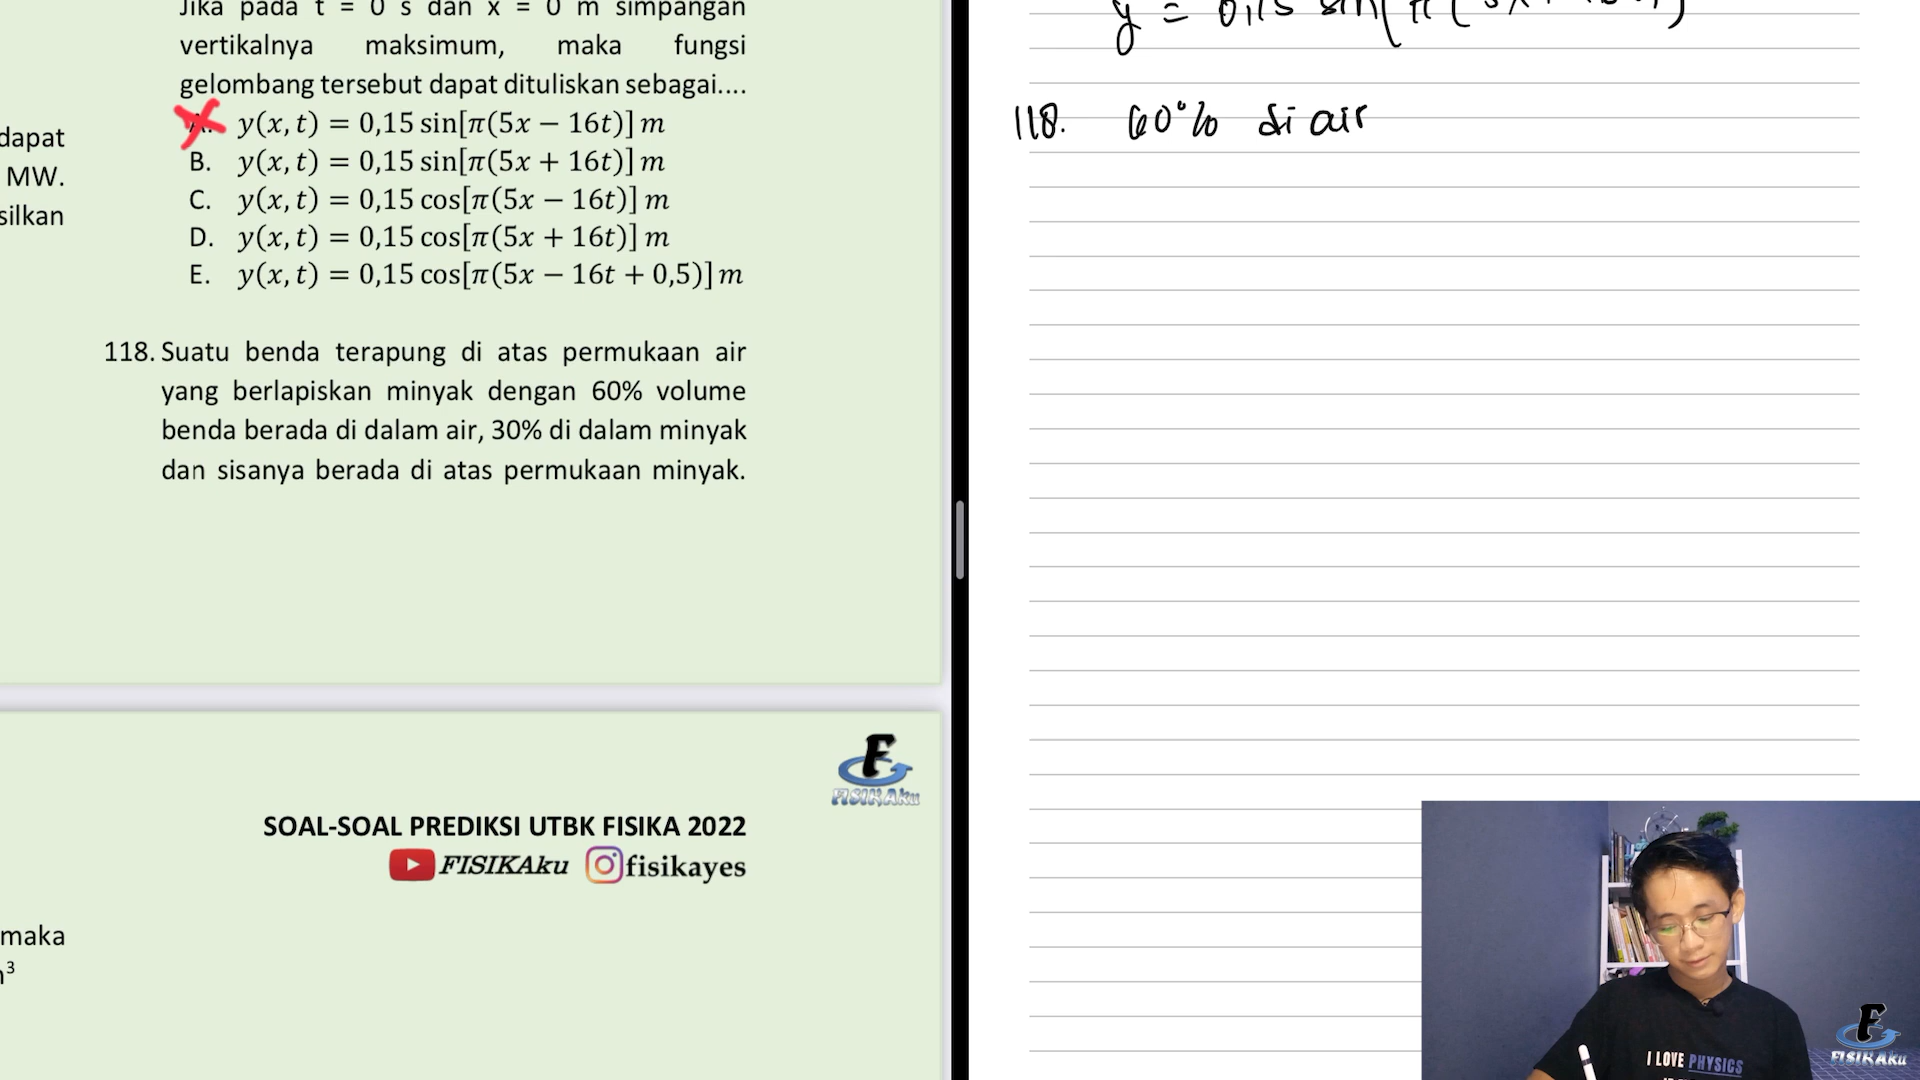 Jika pada t = 0 s dan x = 0 m simpangan
vertikalnya maksimum, maka fungsi
gelombang tersebut dapat dituliskan sebagai....
y(x, t) = 0,15 sin[π(5x − 16t)] m
B. y(x, t) = 0,15 sin[π(5x + 16t)] m
C. y(x, t) = 0,15 cos[π(5x − 16t)] m
D. y(x, t) = 0,15 cos[π(5x + 16t)] m
E. y(x, t) = 0,15 cos[π(5x − 16t + 0,5)] m
118. Suatu benda terapung di atas permukaan air
yang berlapiskan minyak dengan 60% volume
benda berada di dalam air, 30% di dalam minyak
dan sisanya berada di atas permukaan minyak.
dapat
MW.
silkan
F
FISIKAku
SOAL-SOAL PREDIKSI UTBK FISIKA 2022
FISIKAku fisikayes
maka
118. 60% di air
I LOVE PHYSICS
F
FISIKAku